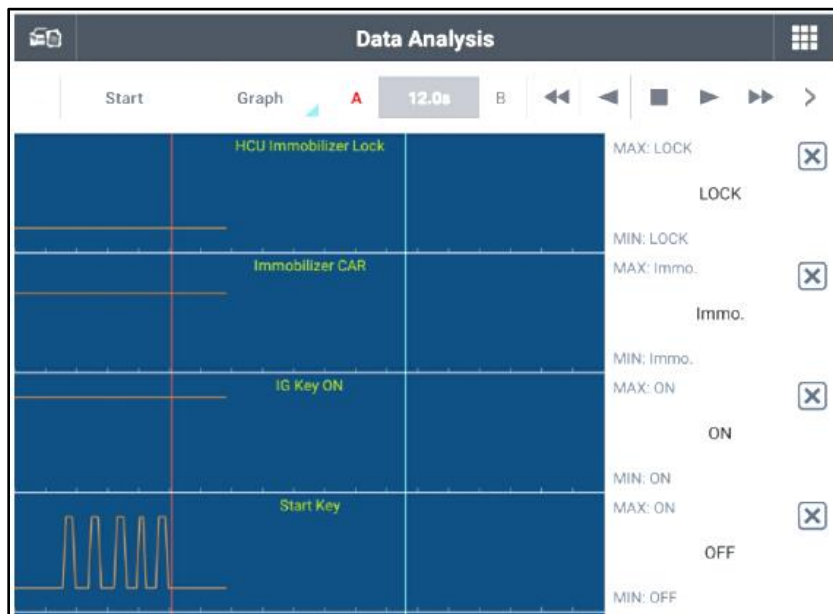 Data Analysis
Start Graph A 12.0s B
HCU Immobilizer Lock
MAX: LOCK
LOCK
MIN: LOCK
Immobilizer CAR
MAX: Immo.
Immo.
MIN: Immo.
IG Key ON
MAX: ON
ON
MIN: ON
Start Key
MAX: ON
OFF
MIN: OFF